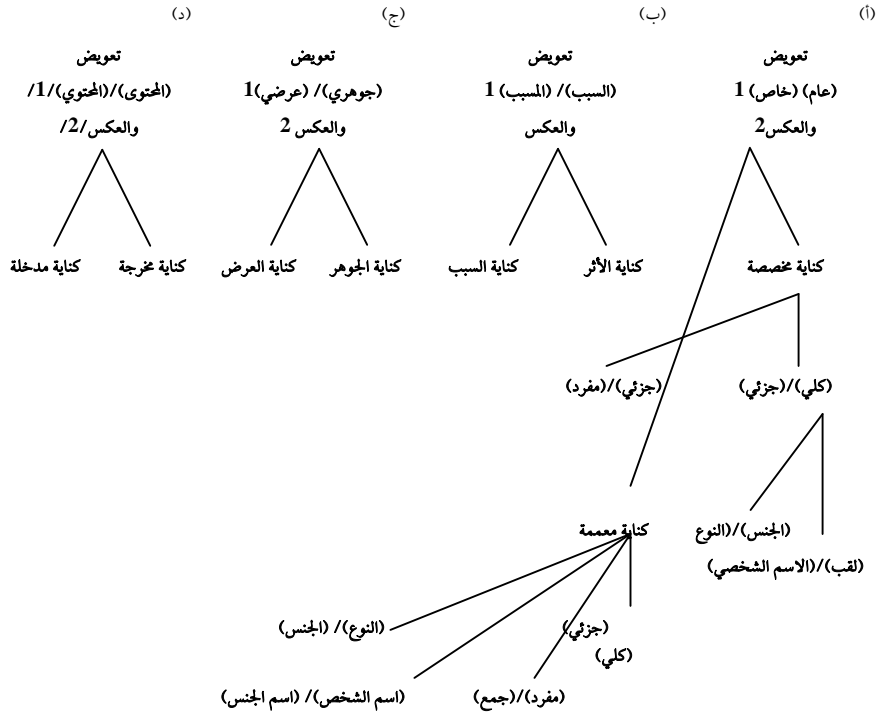 (أ) (ب) (ج) (د)
تعويض تعويض تعويض تعويض
(عام) (خاص) 1 (السبب)/ (المسبب) 1 (جوهري)/ (عرضي)1 (المحتوى)/(المحتوي)/1/
والعكس2 والعكس والعكس 2 والعكس/2/
كناية مخصصة كناية الأثر كناية السبب كناية الجوهر كناية العرض كناية مخرجة كناية مدخلة
(كلي)/(جزئي) (جزئي)/(مفرد)
(الجنس)/(النوع كناية معممة
(لقب)/(الاسم الشخصي)
(جزئي) (النوع)/ (الجنس)
(كلي)
(مفرد)/(جمع) (اسم الشخص)/ (اسم الجنس)